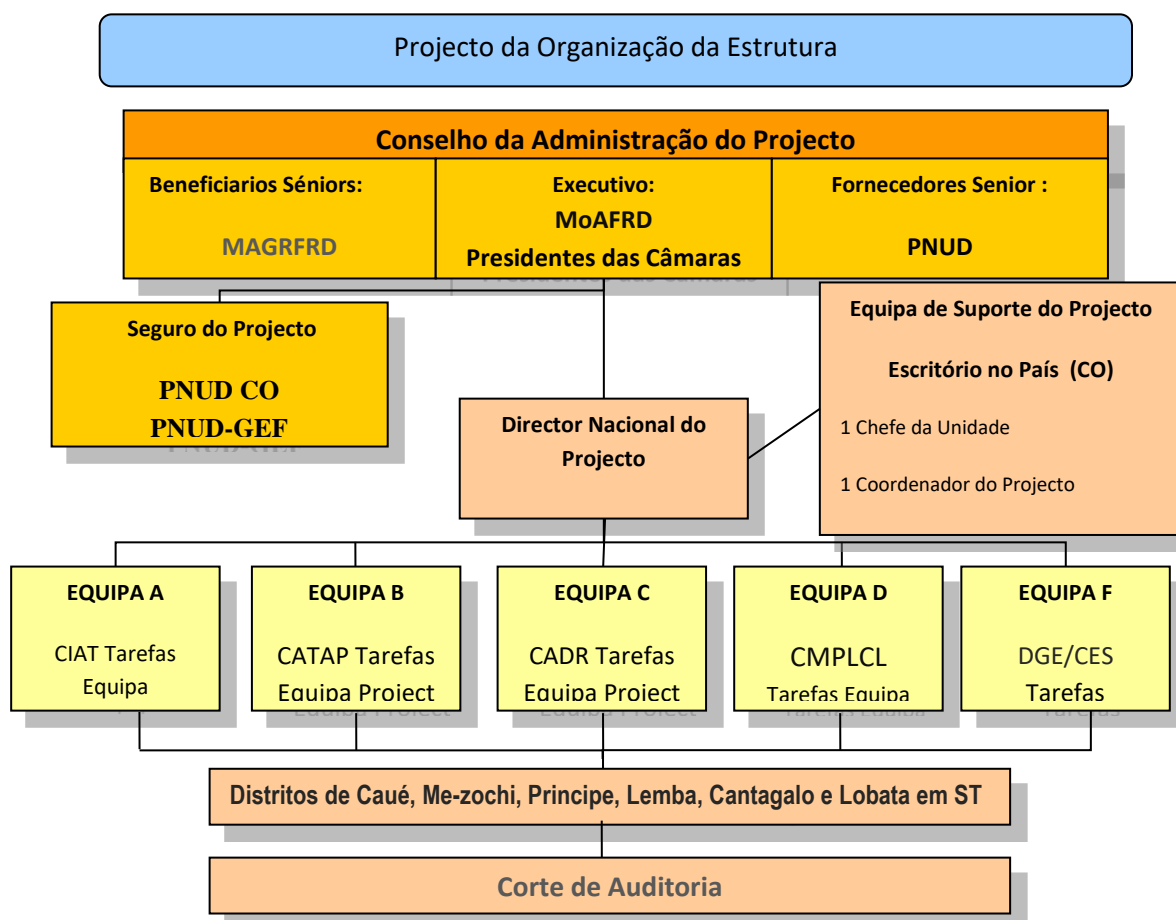 Projecto da Organização da Estrutura
Conselho da Administração do Projecto
Beneficiarios Séniors:
MAGRFRD
Executivo:
MoAFRD
Presidentes das Câmaras
Fornecedores Senior :
PNUD
Seguro do Projecto
PNUD CO
PNUD-GEF
Equipa de Suporte do Projecto
Escritório no País (CO)
1 Chefe da Unidade
1 Coordenador do Projecto
Director Nacional do
Projecto
EQUIPA A
CIAT Tarefas
Equipa
EQUIPA B
CATAP Tarefas
Equipa Project
EQUIPA C
CADR Tarefas
Equipa Project
EQUIPA D
CMPLCL
Tarefas Equipa
EQUIPA F
DGE/CES
Tarefas
Distritos de Caué, Me-zochi, Principe, Lemba, Cantagalo e Lobata em ST
Corte de Auditoria